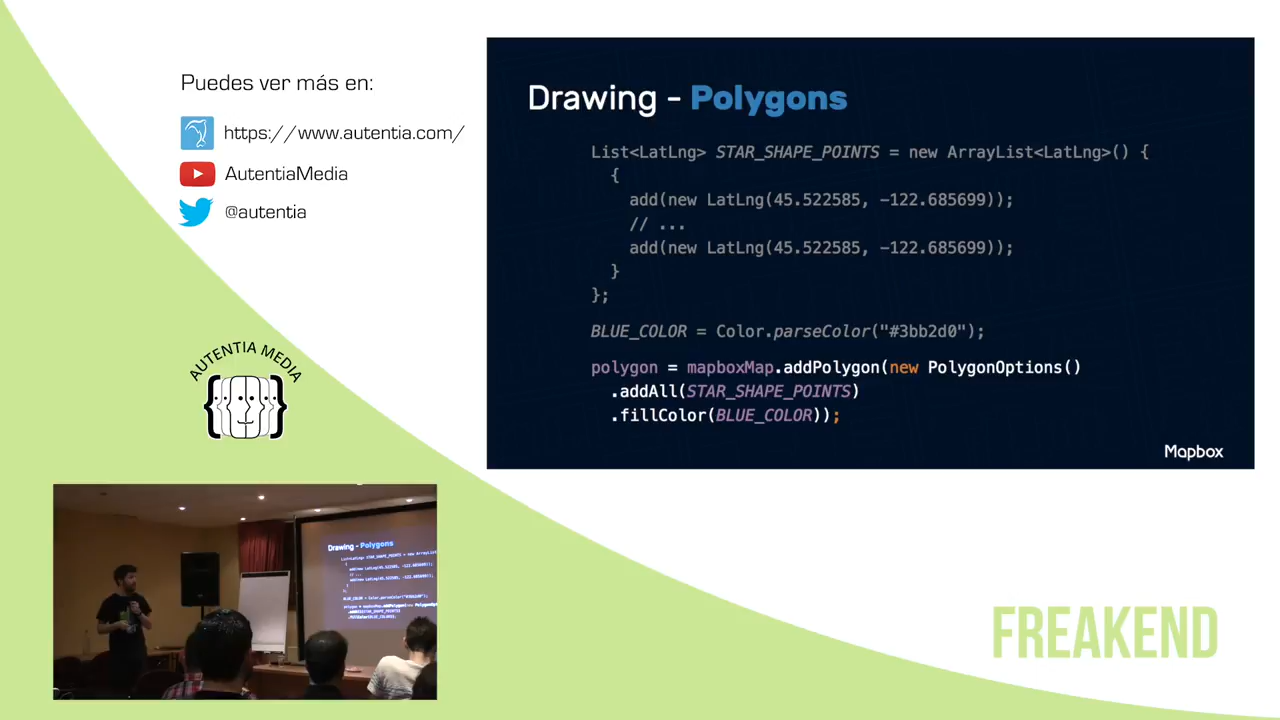 Puedes ver más en:
https://www.autentia.com/
AutentiaMedia
@autentia
AUTENTIA MEDIA
Drawing - Polygons
List<LatLng> STAR_SHAPE_POINTS = new ArrayList<LatLng>() {
{
add(new LatLng(45.522585, -122.685699));
// ...
add(new LatLng(45.522585, -122.685699));
}
};
BLUE_COLOR = Color.parseColor("#3bb2d0");
polygon = mapboxMap.addPolygon(new PolygonOptions()
.addAll(STAR_SHAPE_POINTS)
.fillColor(BLUE_COLOR));
Mapbox
Drawing - Polygons
FREAKEND